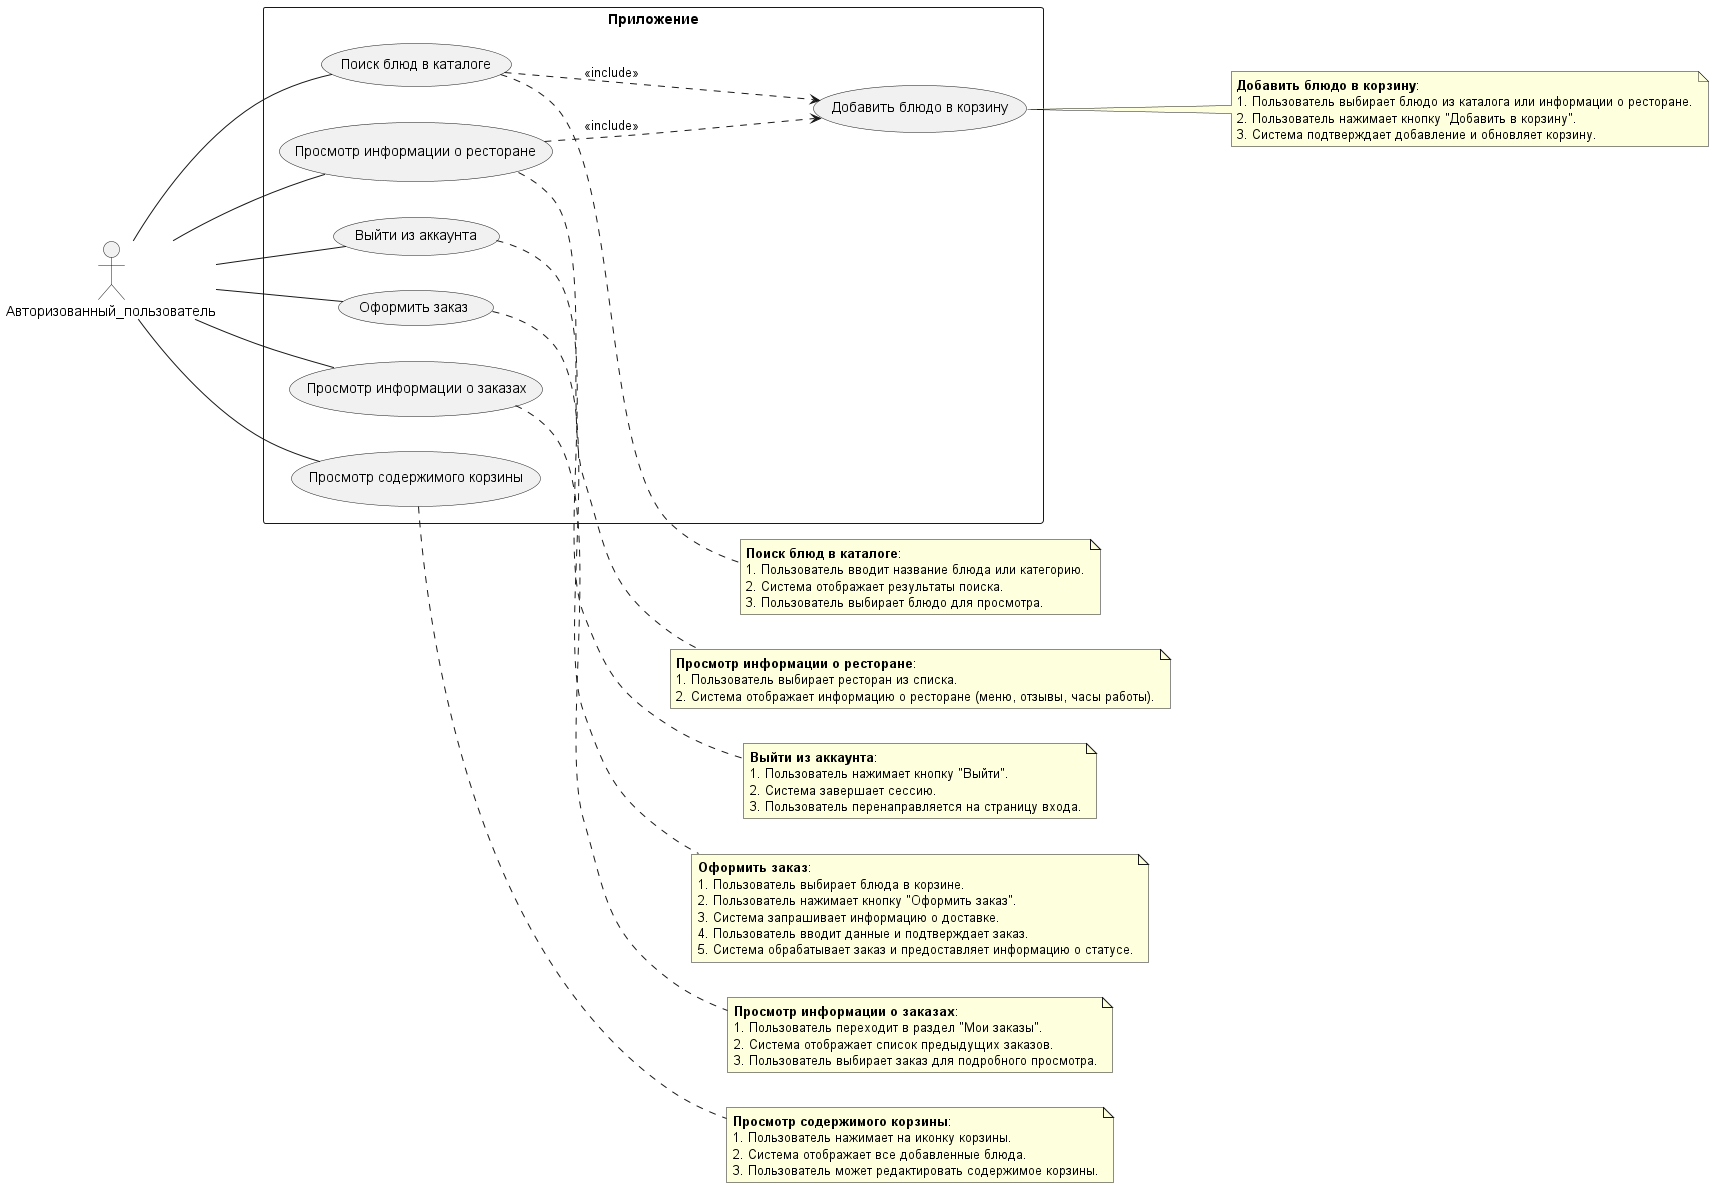 Приложение
Поиск блюд в каталоге
«include»
Добавить блюдо в корзину
Просмотр информации о ресторане
«include»
Выйти из аккаунта
Оформить заказ
Просмотр информации о заказах
Просмотр содержимого корзины
Авторизованный_пользователь
Добавить блюдо в корзину:
1. Пользователь выбирает блюдо из каталога или информации о ресторане.
2. Пользователь нажимает кнопку "Добавить в корзину".
3. Система подтверждает добавление и обновляет корзину.
Поиск блюд в каталоге:
1. Пользователь вводит название блюда или категорию.
2. Система отображает результаты поиска.
3. Пользователь выбирает блюдо для просмотра.
Просмотр информации о ресторане:
1. Пользователь выбирает ресторан из списка.
2. Система отображает информацию о ресторане (меню, отзывы, часы работы).
Выйти из аккаунта:
1. Пользователь нажимает кнопку "Выйти".
2. Система завершает сессию.
3. Пользователь перенаправляется на страницу входа.
Оформить заказ:
1. Пользователь выбирает блюда в корзине.
2. Пользователь нажимает кнопку "Оформить заказ".
3. Система запрашивает информацию о доставке.
4. Пользователь вводит данные и подтверждает заказ.
5. Система обрабатывает заказ и предоставляет информацию о статусе.
Просмотр информации о заказах:
1. Пользователь переходит в раздел "Мои заказы".
2. Система отображает список предыдущих заказов.
3. Пользователь выбирает заказ для подробного просмотра.
Просмотр содержимого корзины:
1. Пользователь нажимает на иконку корзины.
2. Система отображает все добавленные блюда.
3. Пользователь может редактировать содержимое корзины.